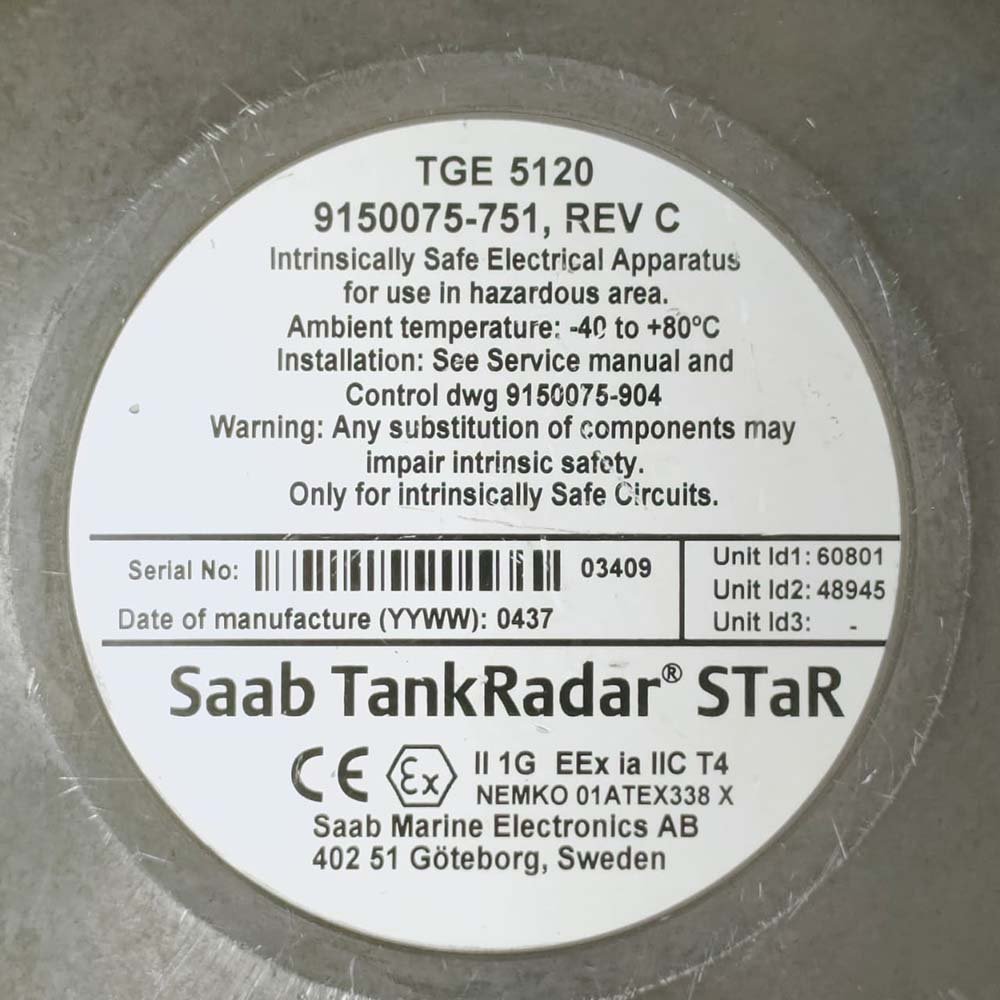 TGE 5120
9150075-751, REV C
Intrinsically Safe Electrical Apparatus
for use in hazardous area.
Ambient temperature: -40 to +80ºC
Installation: See Service manual and
Control dwg 9150075-904
Warning: Any substitution of components may
impair intrinsic safety.
Only for intrinsically Safe Circuits.
Serial No: 03409
Date of manufacture (YYWW): 0437
Unit Id1: 60801
Unit Id2: 48945
Unit Id3: -
Saab TankRadar® STaR
CE Ex II 1G EEx ia IIC T4
NEMKO 01ATEX338 X
Saab Marine Electronics AB
402 51 Göteborg, Sweden